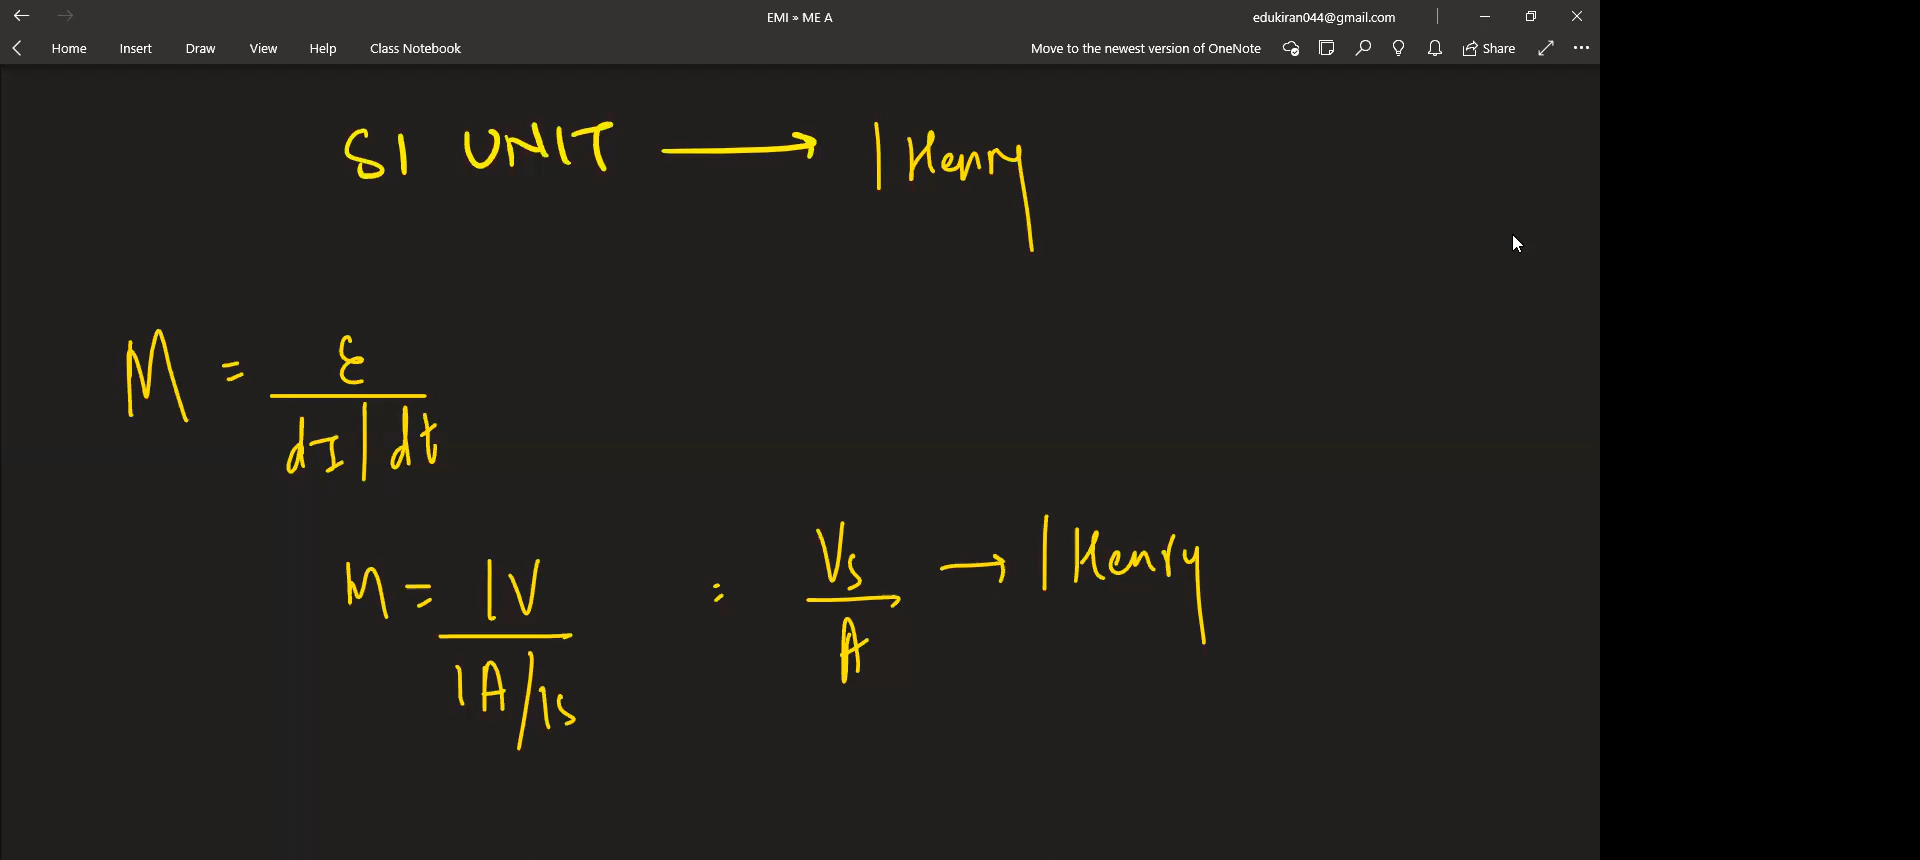 EMI » ME A
edukiran044@gmail.com
Home Insert Draw View Help Class Notebook
Move to the newest version of OneNote
Share
SI UNIT → 1 Henry
M = ε
dI/dt
M = 1V : Vs → 1 Henry
1A/1s A